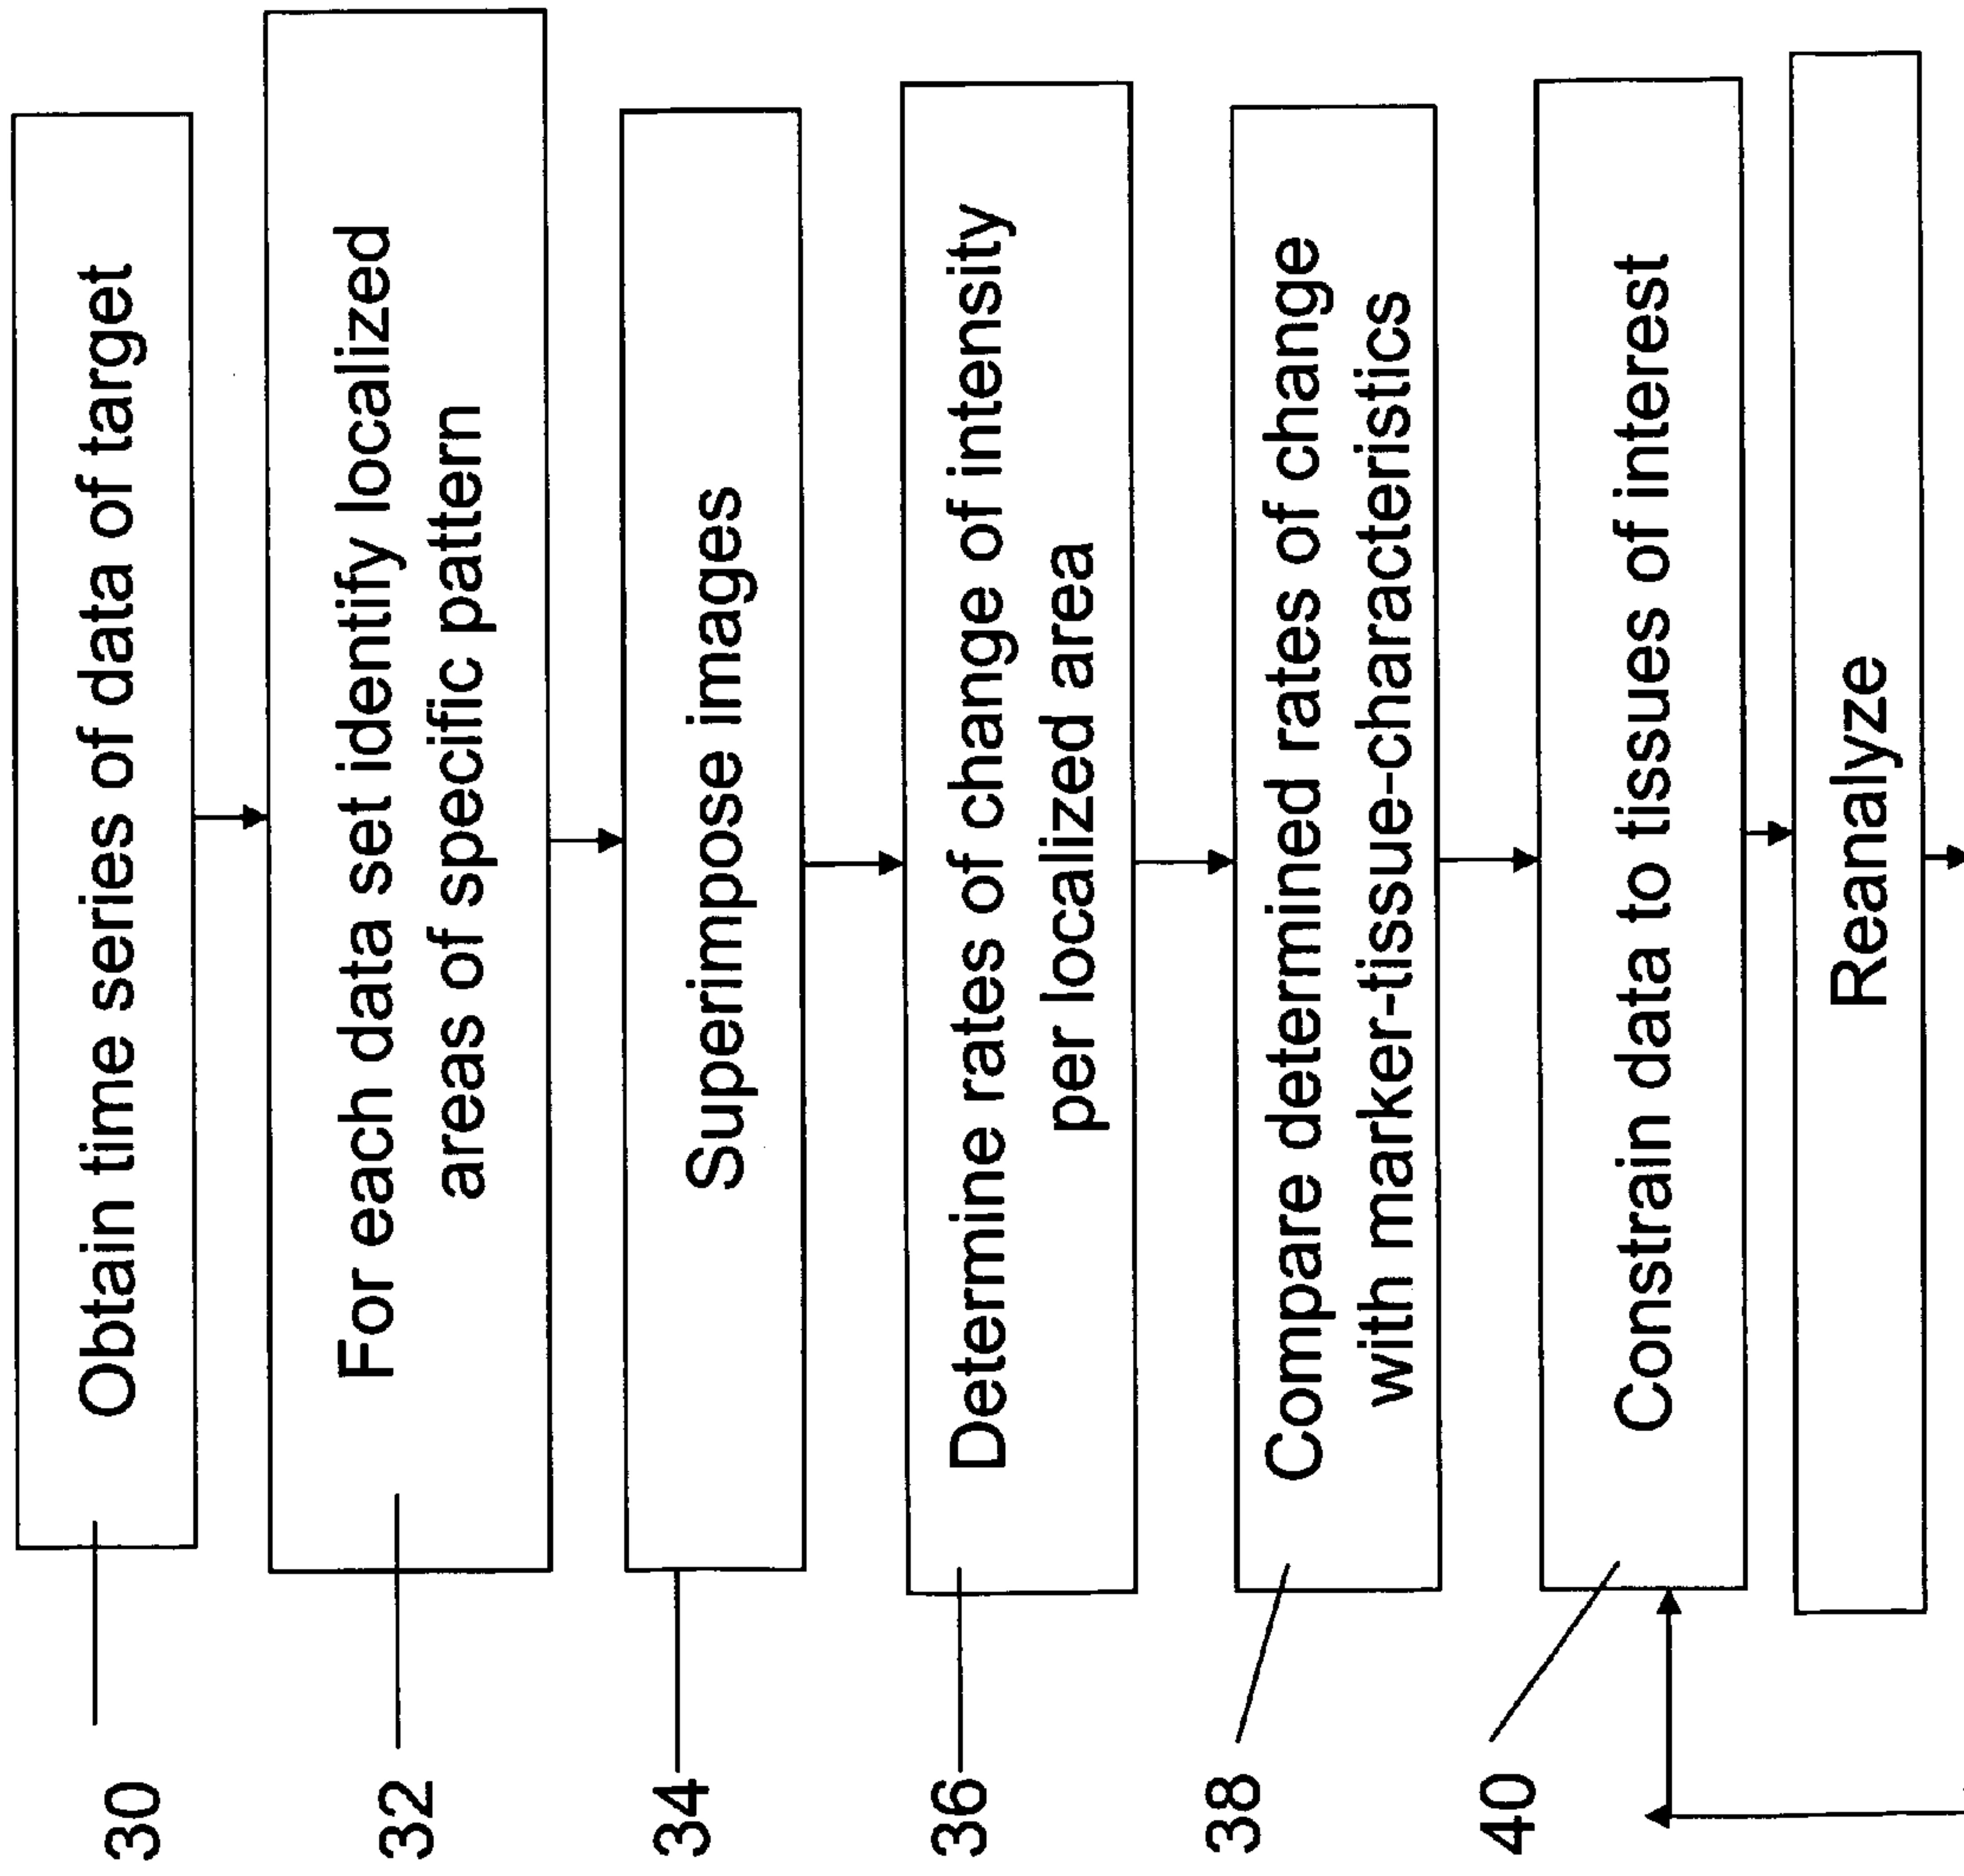 30
Obtain time series of data of target
32
For each data set identify localized
areas of specific pattern
34
Superimpose images
36
Determine rates of change of intensity
per localized area
38
Compare determined rates of change
with marker-tissue-characteristics
40
Constrain data to tissues of interest
Reanalyze